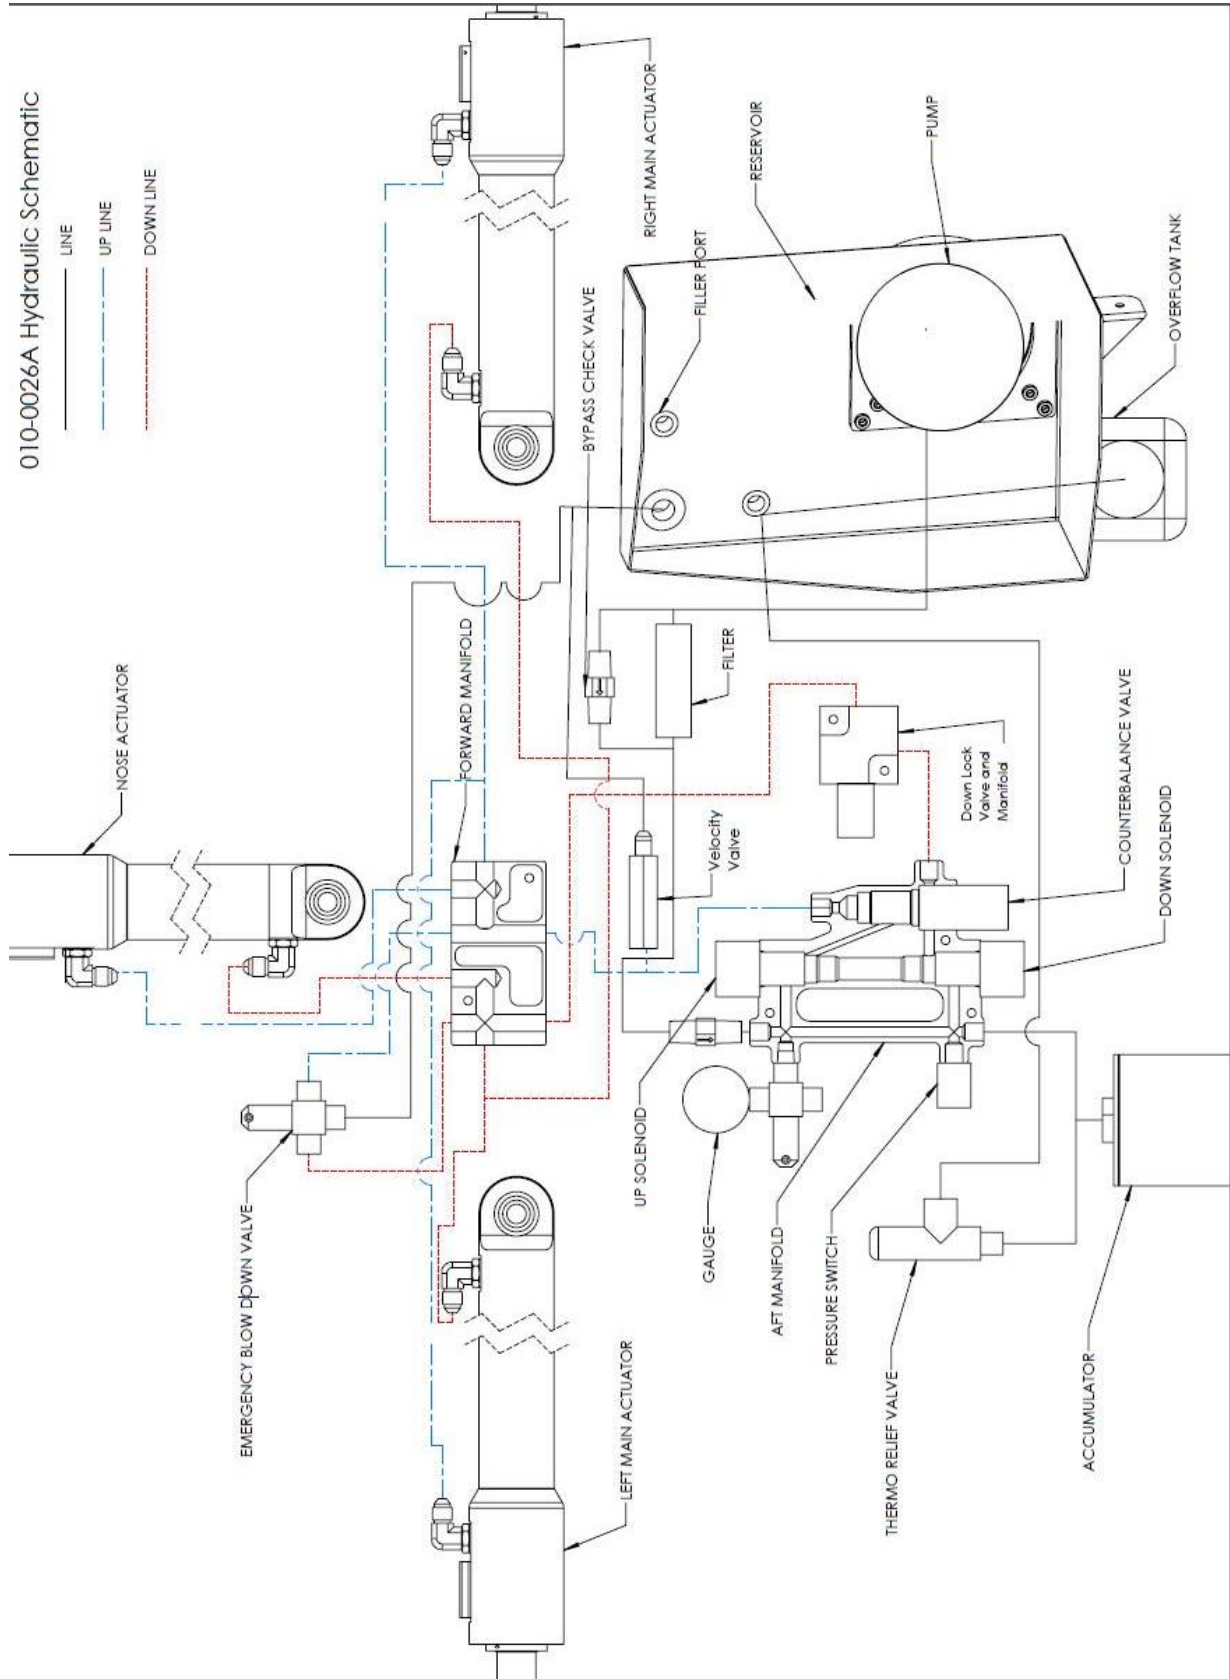 010-0026A Hydraulic Schematic
LINE
UP LINE
DOWN LINE
NOSE ACTUATOR
EMERGENCY BLOW DOWN VALVE
FORWARD MANIFOLD
RIGHT MAIN ACTUATOR
LEFT MAIN ACTUATOR
BYPASS CHECK VALVE
FILLER PORT
RESERVOIR
PUMP
OVERFLOW TANK
FILTER
Velocity
Valve
Down Lock
Valve and
Manifold
COUNTERBALANCE VALVE
DOWN SOLENOID
UP SOLENOID
GAUGE
AFT MANIFOLD
PRESSURE SWITCH
THERMO RELIEF VALVE
ACCUMULATOR